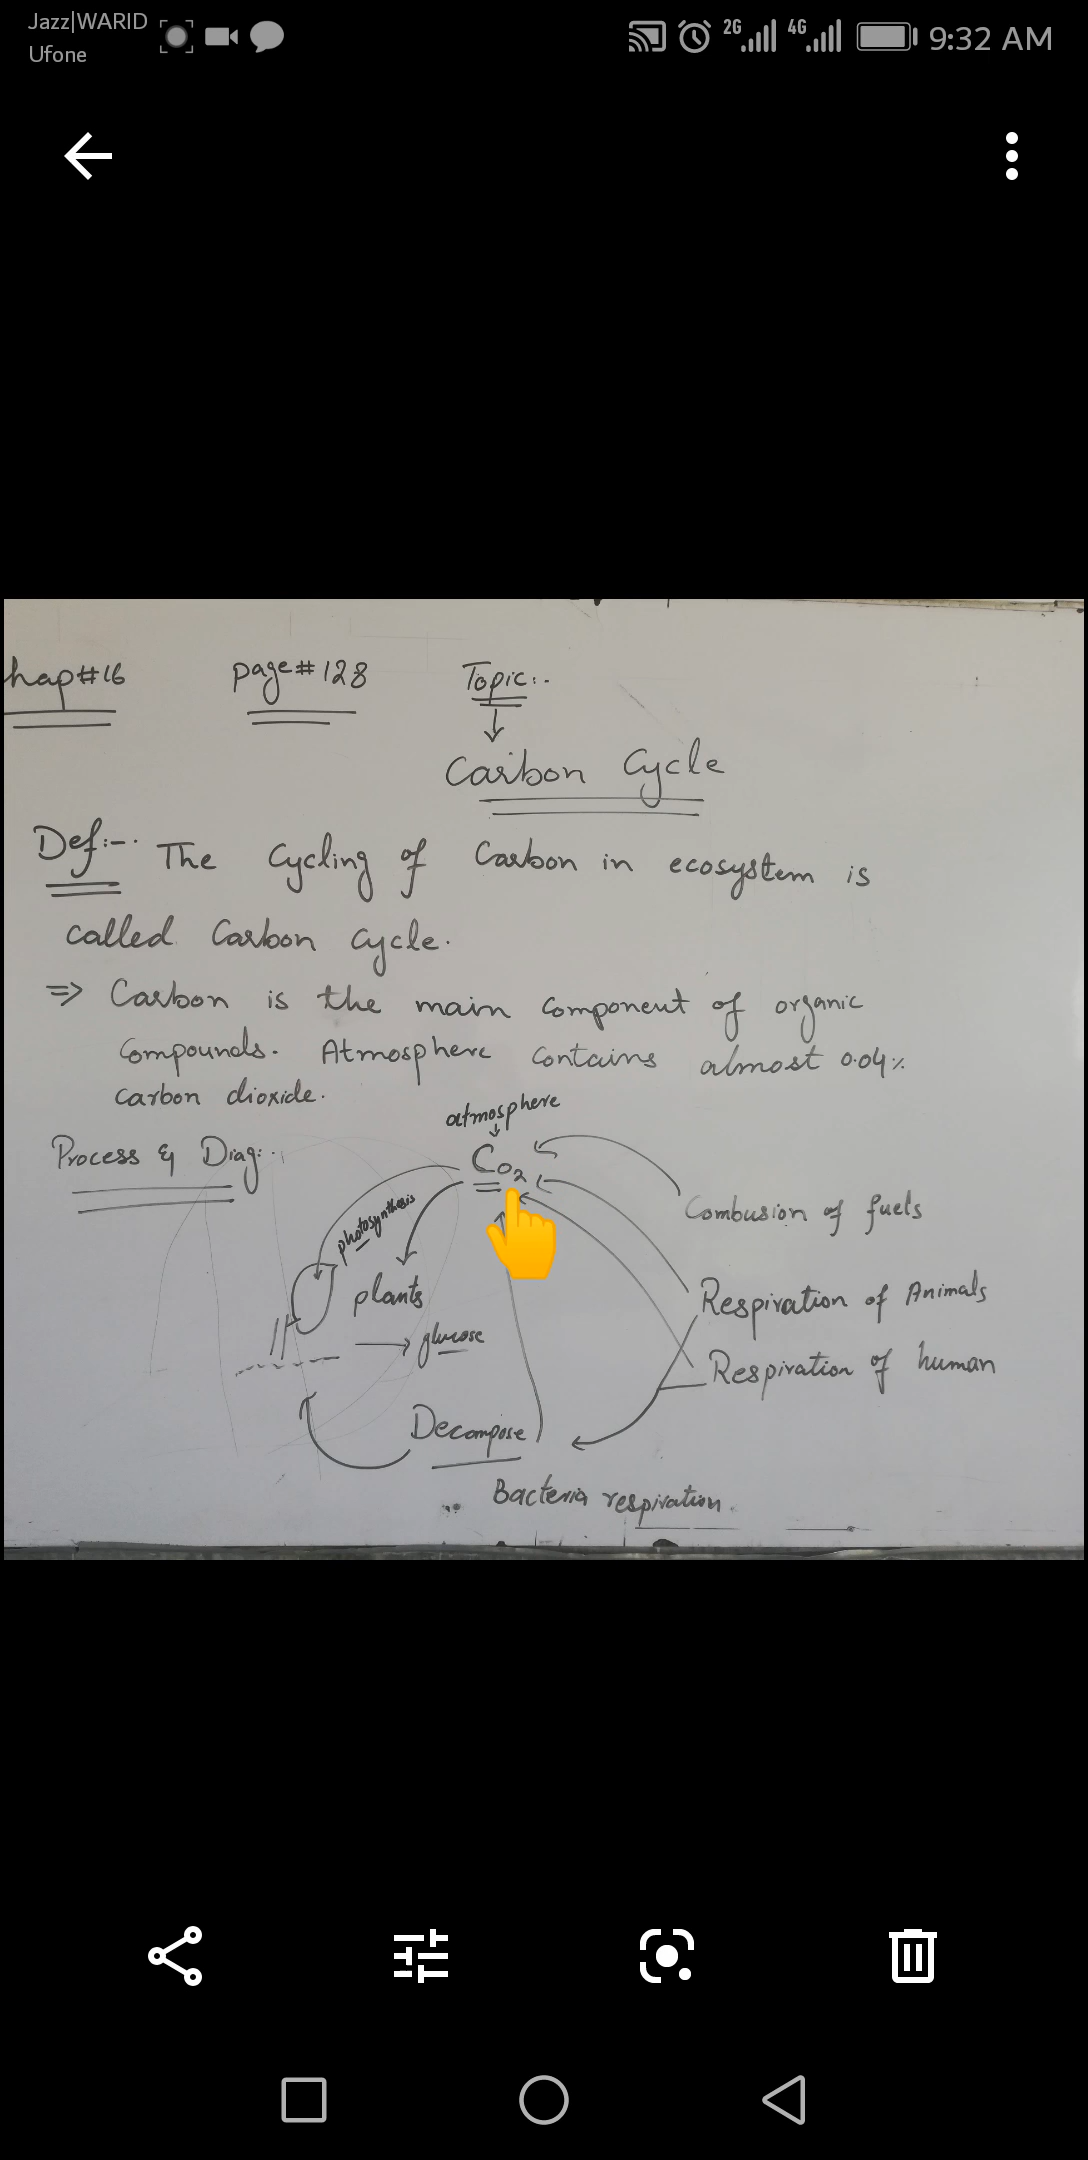 Jazz|WARID
Ufone
2G 4G 9:32 AM
hap#16 page#128 Topic:-
Carbon Cycle
Def:-. The Cycling of Carbon in ecosystem is
called Carbon Cycle.
⇒ Carbon is the main component of organic
Compounds. Atmosphere contains almost 0.04%
carbon dioxide.
atmosphere
Process & Diag:-
Co₂
photosynthesis
Combusion of fuels
plants
Respiration of Animals
→ glucose
Respiration of human
Decompose
Bacteria respiration.